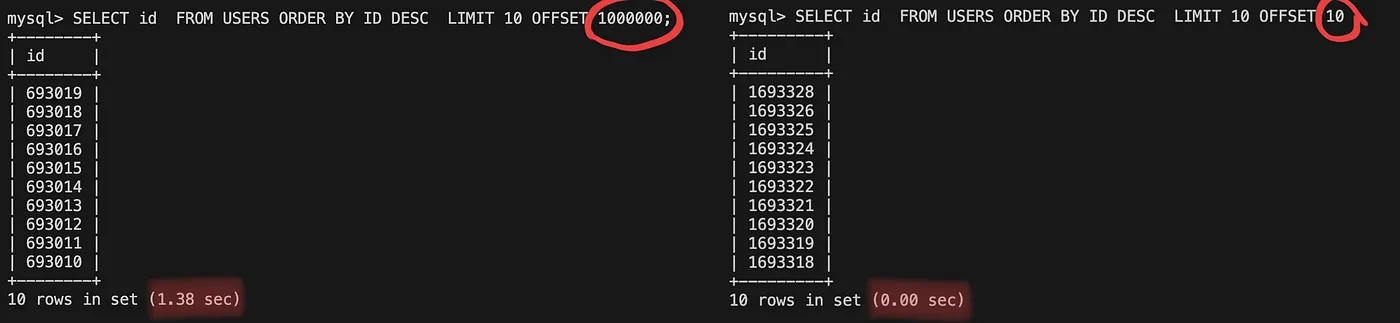 mysql> SELECT id  FROM USERS ORDER BY ID DESC  LIMIT 10 OFFSET 1000000;
+--------+
| id     |
+--------+
| 693019 |
| 693018 |
| 693017 |
| 693016 |
| 693015 |
| 693014 |
| 693013 |
| 693012 |
| 693011 |
| 693010 |
+--------+
10 rows in set (1.38 sec)
mysql> SELECT id  FROM USERS ORDER BY ID DESC  LIMIT 10 OFFSET 10
+---------+
| id      |
+---------+
| 1693328 |
| 1693326 |
| 1693325 |
| 1693324 |
| 1693323 |
| 1693322 |
| 1693321 |
| 1693320 |
| 1693319 |
| 1693318 |
+---------+
10 rows in set (0.00 sec)